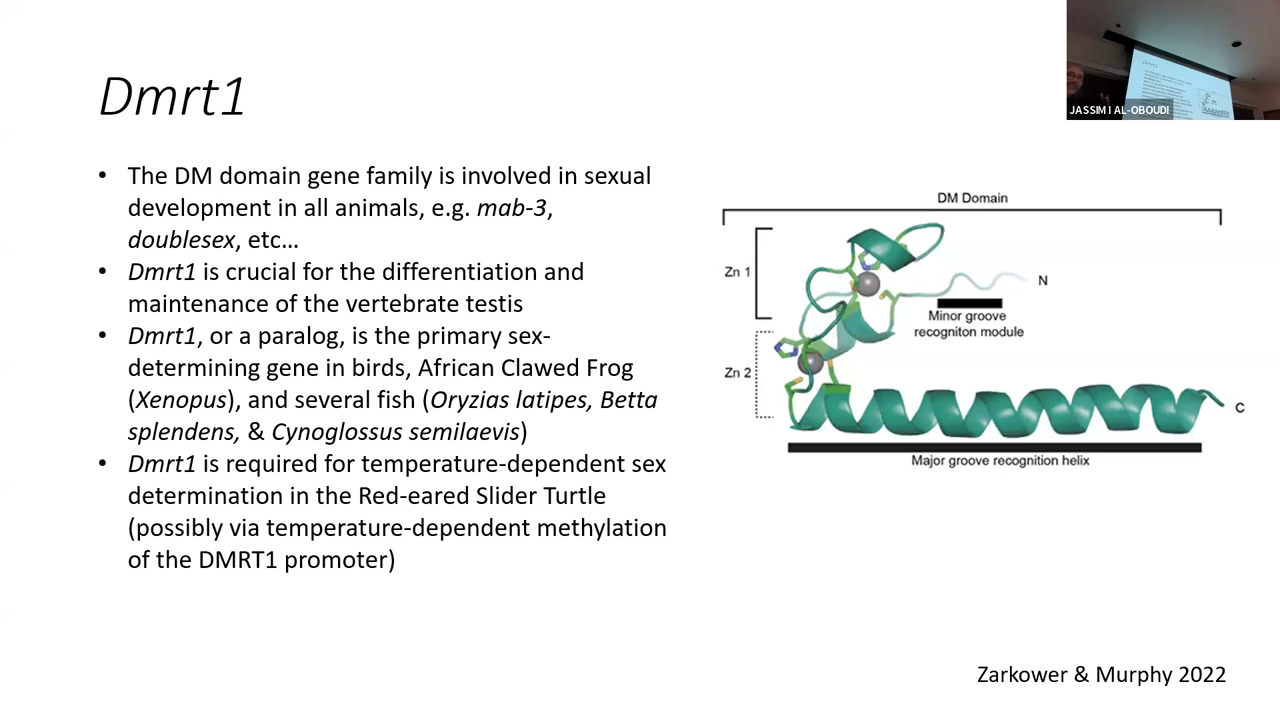 Dmrt1
JASSIM I AL-OBOUDI
• The DM domain gene family is involved in sexual
development in all animals, e.g. mab-3,
doublesex, etc…
• Dmrt1 is crucial for the differentiation and
maintenance of the vertebrate testis
• Dmrt1, or a paralog, is the primary sex-
determining gene in birds, African Clawed Frog
(Xenopus), and several fish (Oryzias latipes, Betta
splendens, & Cynoglossus semilaevis)
• Dmrt1 is required for temperature-dependent sex
determination in the Red-eared Slider Turtle
(possibly via temperature-dependent methylation
of the DMRT1 promoter)
DM Domain
Zn 1
N
Minor groove
recogniton module
Zn 2
C
Major groove recognition helix
Zarkower & Murphy 2022